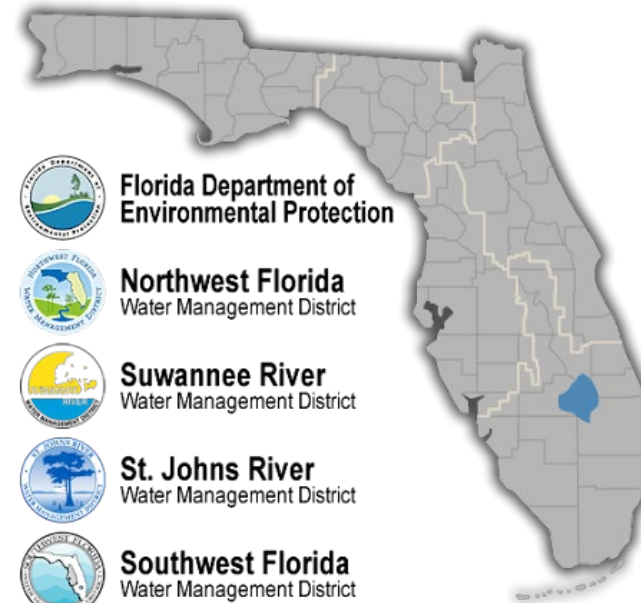 Florida Department of
Environmental Protection
Northwest Florida
Water Management District
Suwannee River
Water Management District
St. Johns River
Water Management District
Southwest Florida
Water Management District